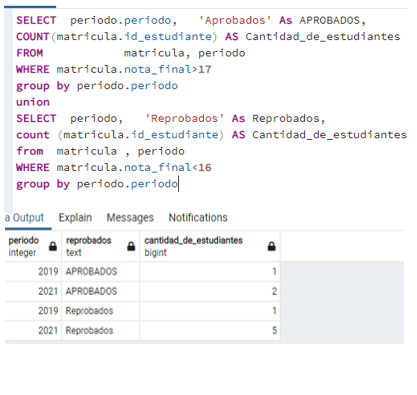 SELECT periodo.periodo, 'Aprobados' As APROBADOS,
COUNT(matricula.id_estudiante) AS Cantidad_de_estudiantes
FROM matricula, periodo
WHERE matricula.nota_final>17
group by periodo.periodo
union
SELECT periodo, 'Reprobados' As Reprobados,
count (matricula.id_estudiante) AS Cantidad_de_estudiantes
from matricula , periodo
WHERE matricula.nota_final<16
group by periodo.periodo
a Output Explain Messages Notifications
periodo reprobados cantidad_de_estudiantes
integer text bigint
2019 APROBADOS 1
2021 APROBADOS 2
2019 Reprobados 1
2021 Reprobados 5